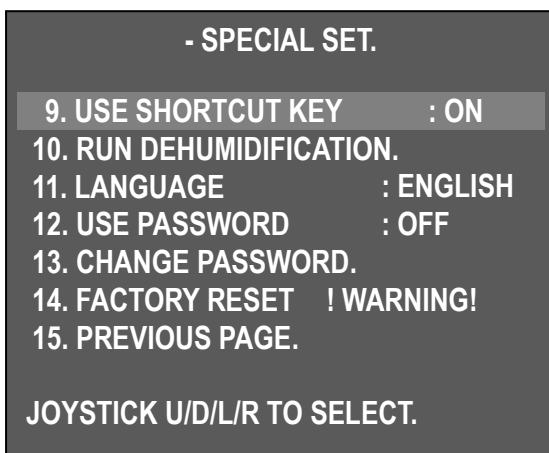 - SPECIAL SET.
9. USE SHORTCUT KEY : ON
10. RUN DEHUMIDIFICATION.
11. LANGUAGE : ENGLISH
12. USE PASSWORD : OFF
13. CHANGE PASSWORD.
14. FACTORY RESET ! WARNING!
15. PREVIOUS PAGE.
JOYSTICK U/D/L/R TO SELECT.